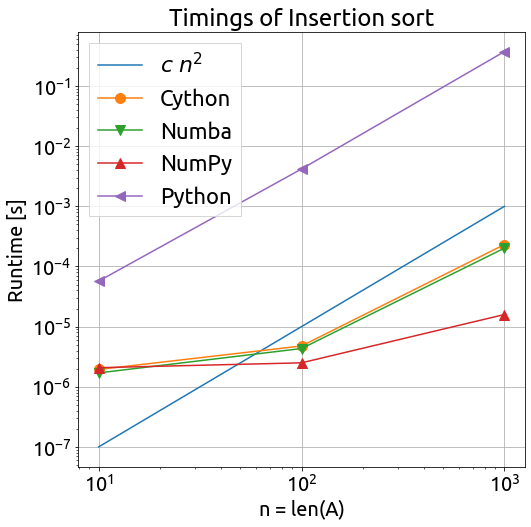 Timings of Insertion sort
c n²
Cython
Numba
NumPy
Python
Runtime [s]
10⁻¹
10⁻²
10⁻³
10⁻⁴
10⁻⁵
10⁻⁶
10⁻⁷
10¹ 10² 10³
n = len(A)